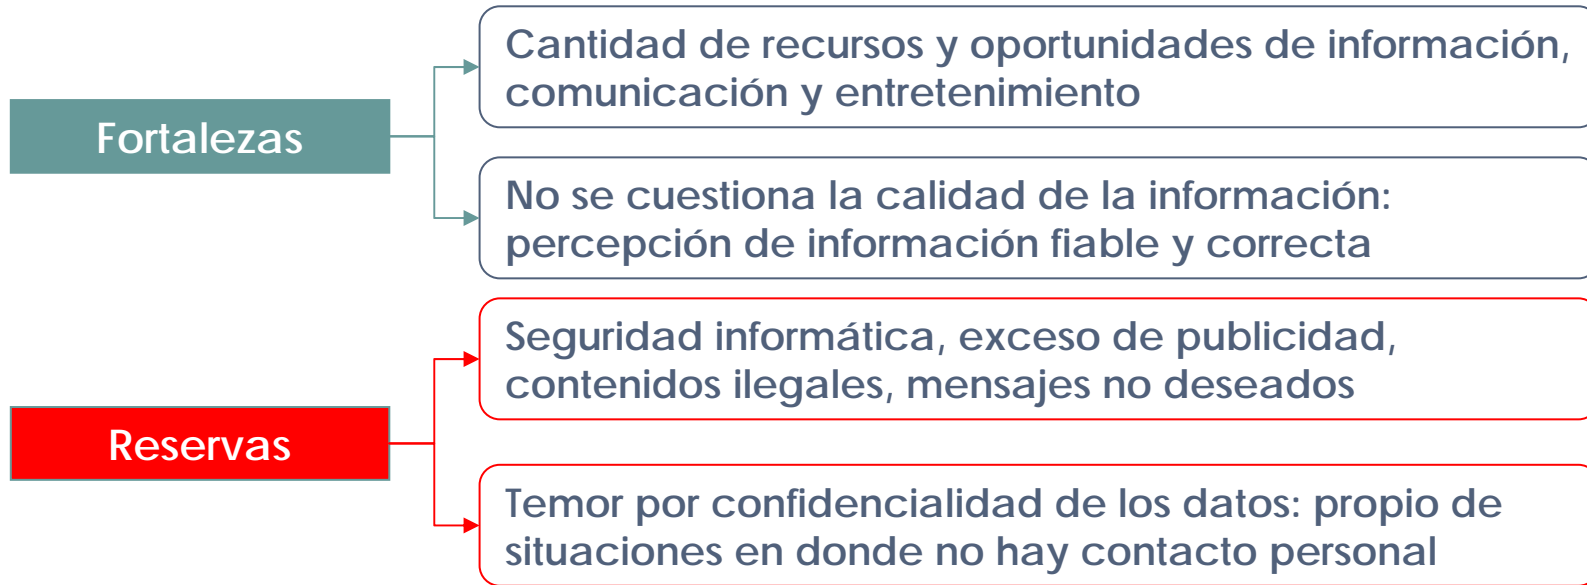 Fortalezas
Cantidad de recursos y oportunidades de información,
comunicación y entretenimiento
No se cuestiona la calidad de la información:
percepción de información fiable y correcta
Reservas
Seguridad informática, exceso de publicidad,
contenidos ilegales, mensajes no deseados
Temor por confidencialidad de los datos: propio de
situaciones en donde no hay contacto personal